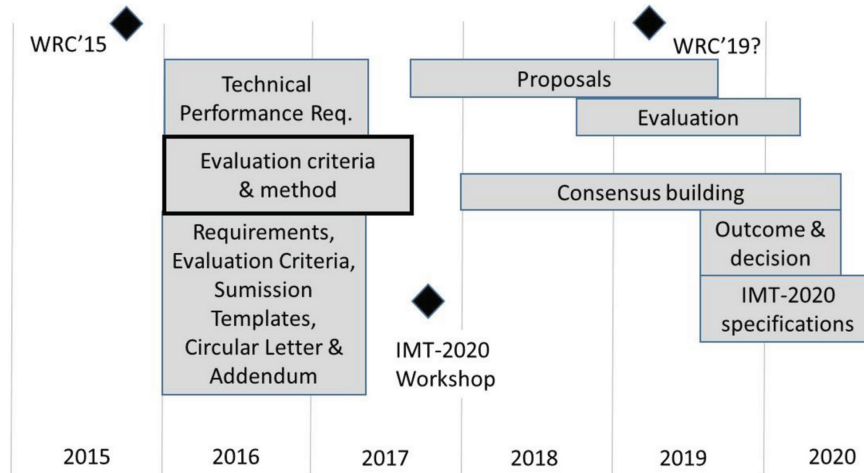 WRC'15
WRC'19?
Technical
Performance Req.
Proposals
Evaluation
Evaluation criteria
& method
Consensus building
Requirements,
Evaluation Criteria,
Sumission
Templates,
Circular Letter &
Addendum
Outcome &
decision
IMT-2020
specifications
IMT-2020
Workshop
2015
2016
2017
2018
2019
2020